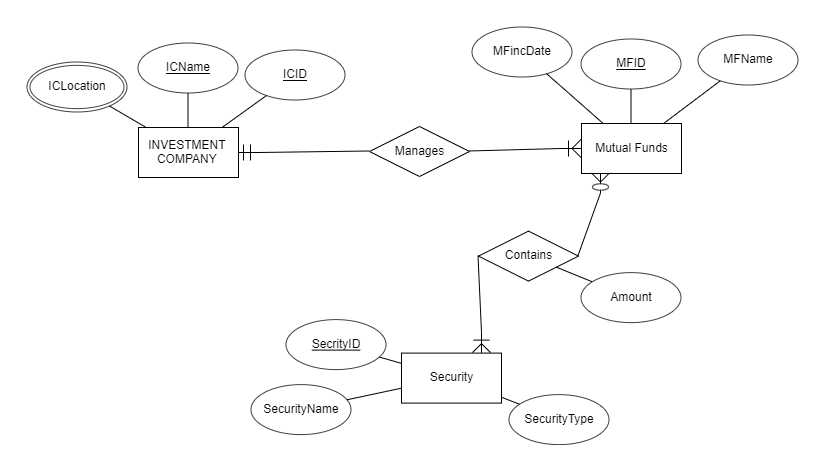 MFincDate
ICName
MFID
MFName
ICLocation
ICID
INVESTMENT
COMPANY
Manages
Mutual Funds
Contains
Amount
SecrityID
Security
SecurityName
SecurityType